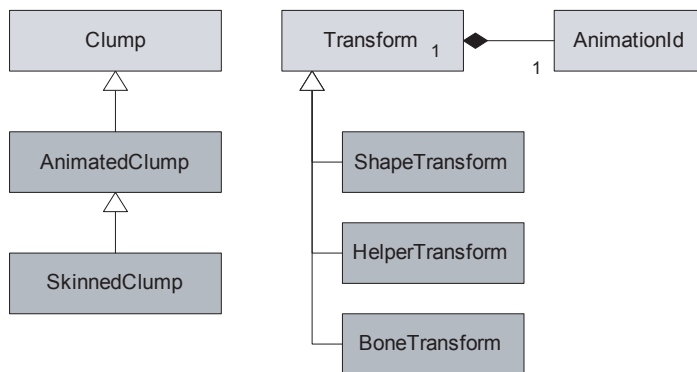 Clump
Transform
1
AnimationId
1
AnimatedClump
ShapeTransform
HelperTransform
SkinnedClump
BoneTransform